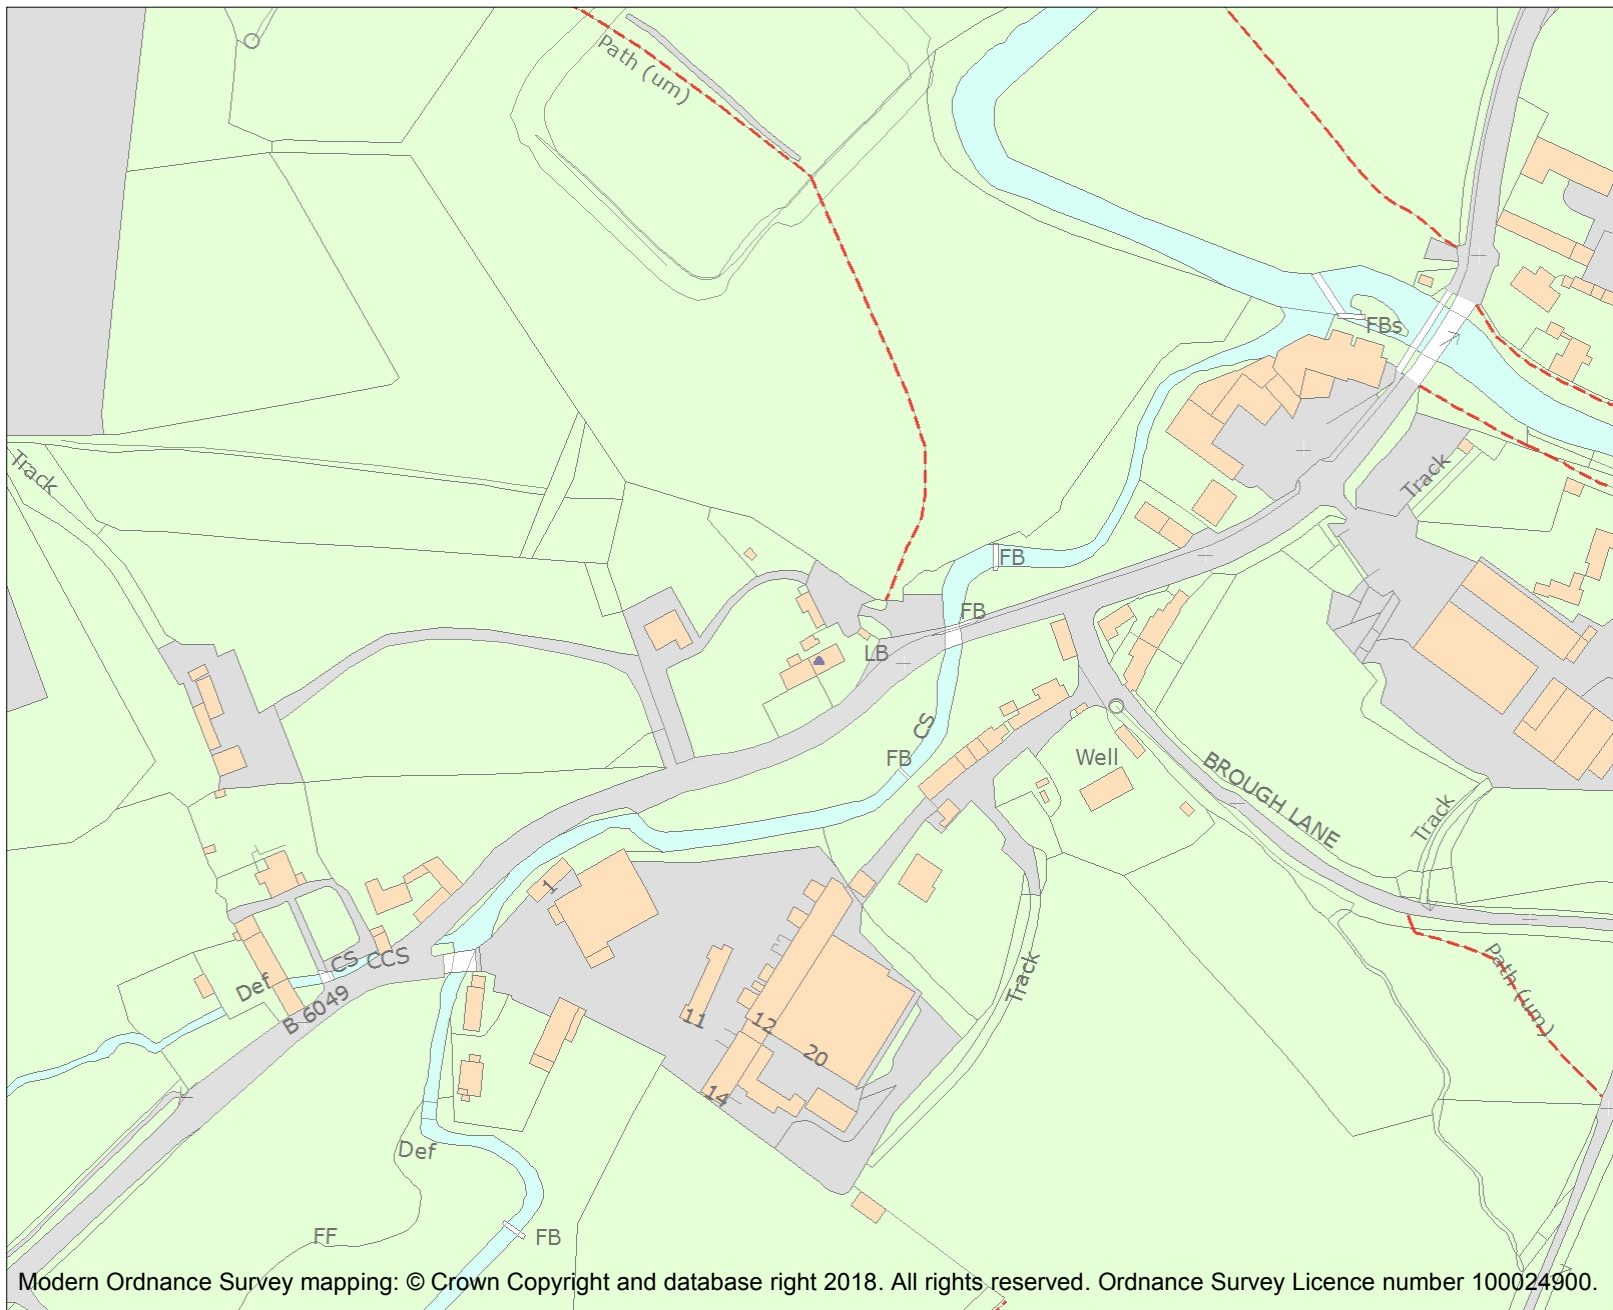 Path (um)
FBs
Track
Track
FB
FB
LB
CS
FB
Well
BROUGH LANE
Track
1
CS
CCS
Def
B 6049
Track
Path (um)
11
12
20
14
Def
FF
FB
Modern Ordnance Survey mapping: © Crown Copyright and database right 2018. All rights reserved. Ordnance Survey Licence number 100024900.